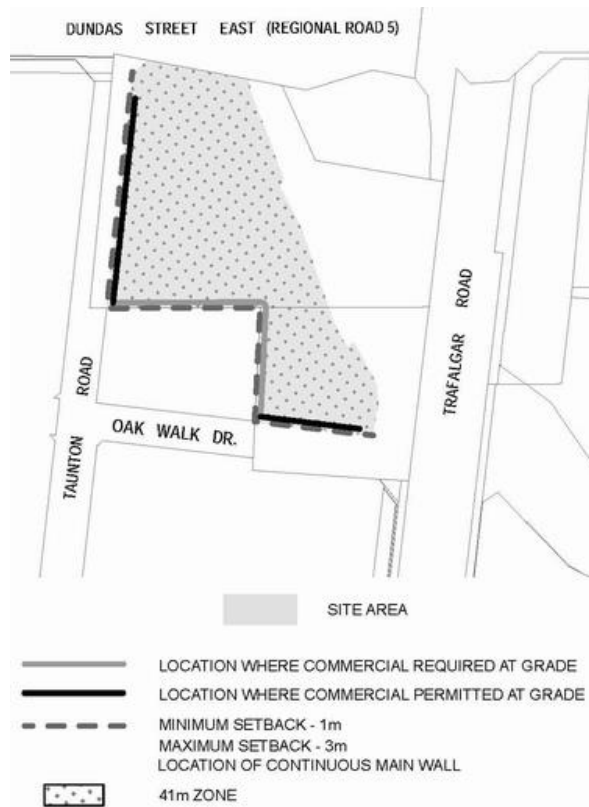 DUNDAS STREET EAST (REGIONAL ROAD 5)
TRAFALGAR ROAD
TAUNTON ROAD
OAK WALK DR.
SITE AREA
LOCATION WHERE COMMERCIAL REQUIRED AT GRADE
LOCATION WHERE COMMERCIAL PERMITTED AT GRADE
MINIMUM SETBACK - 1m
MAXIMUM SETBACK - 3m
LOCATION OF CONTINUOUS MAIN WALL
41m ZONE